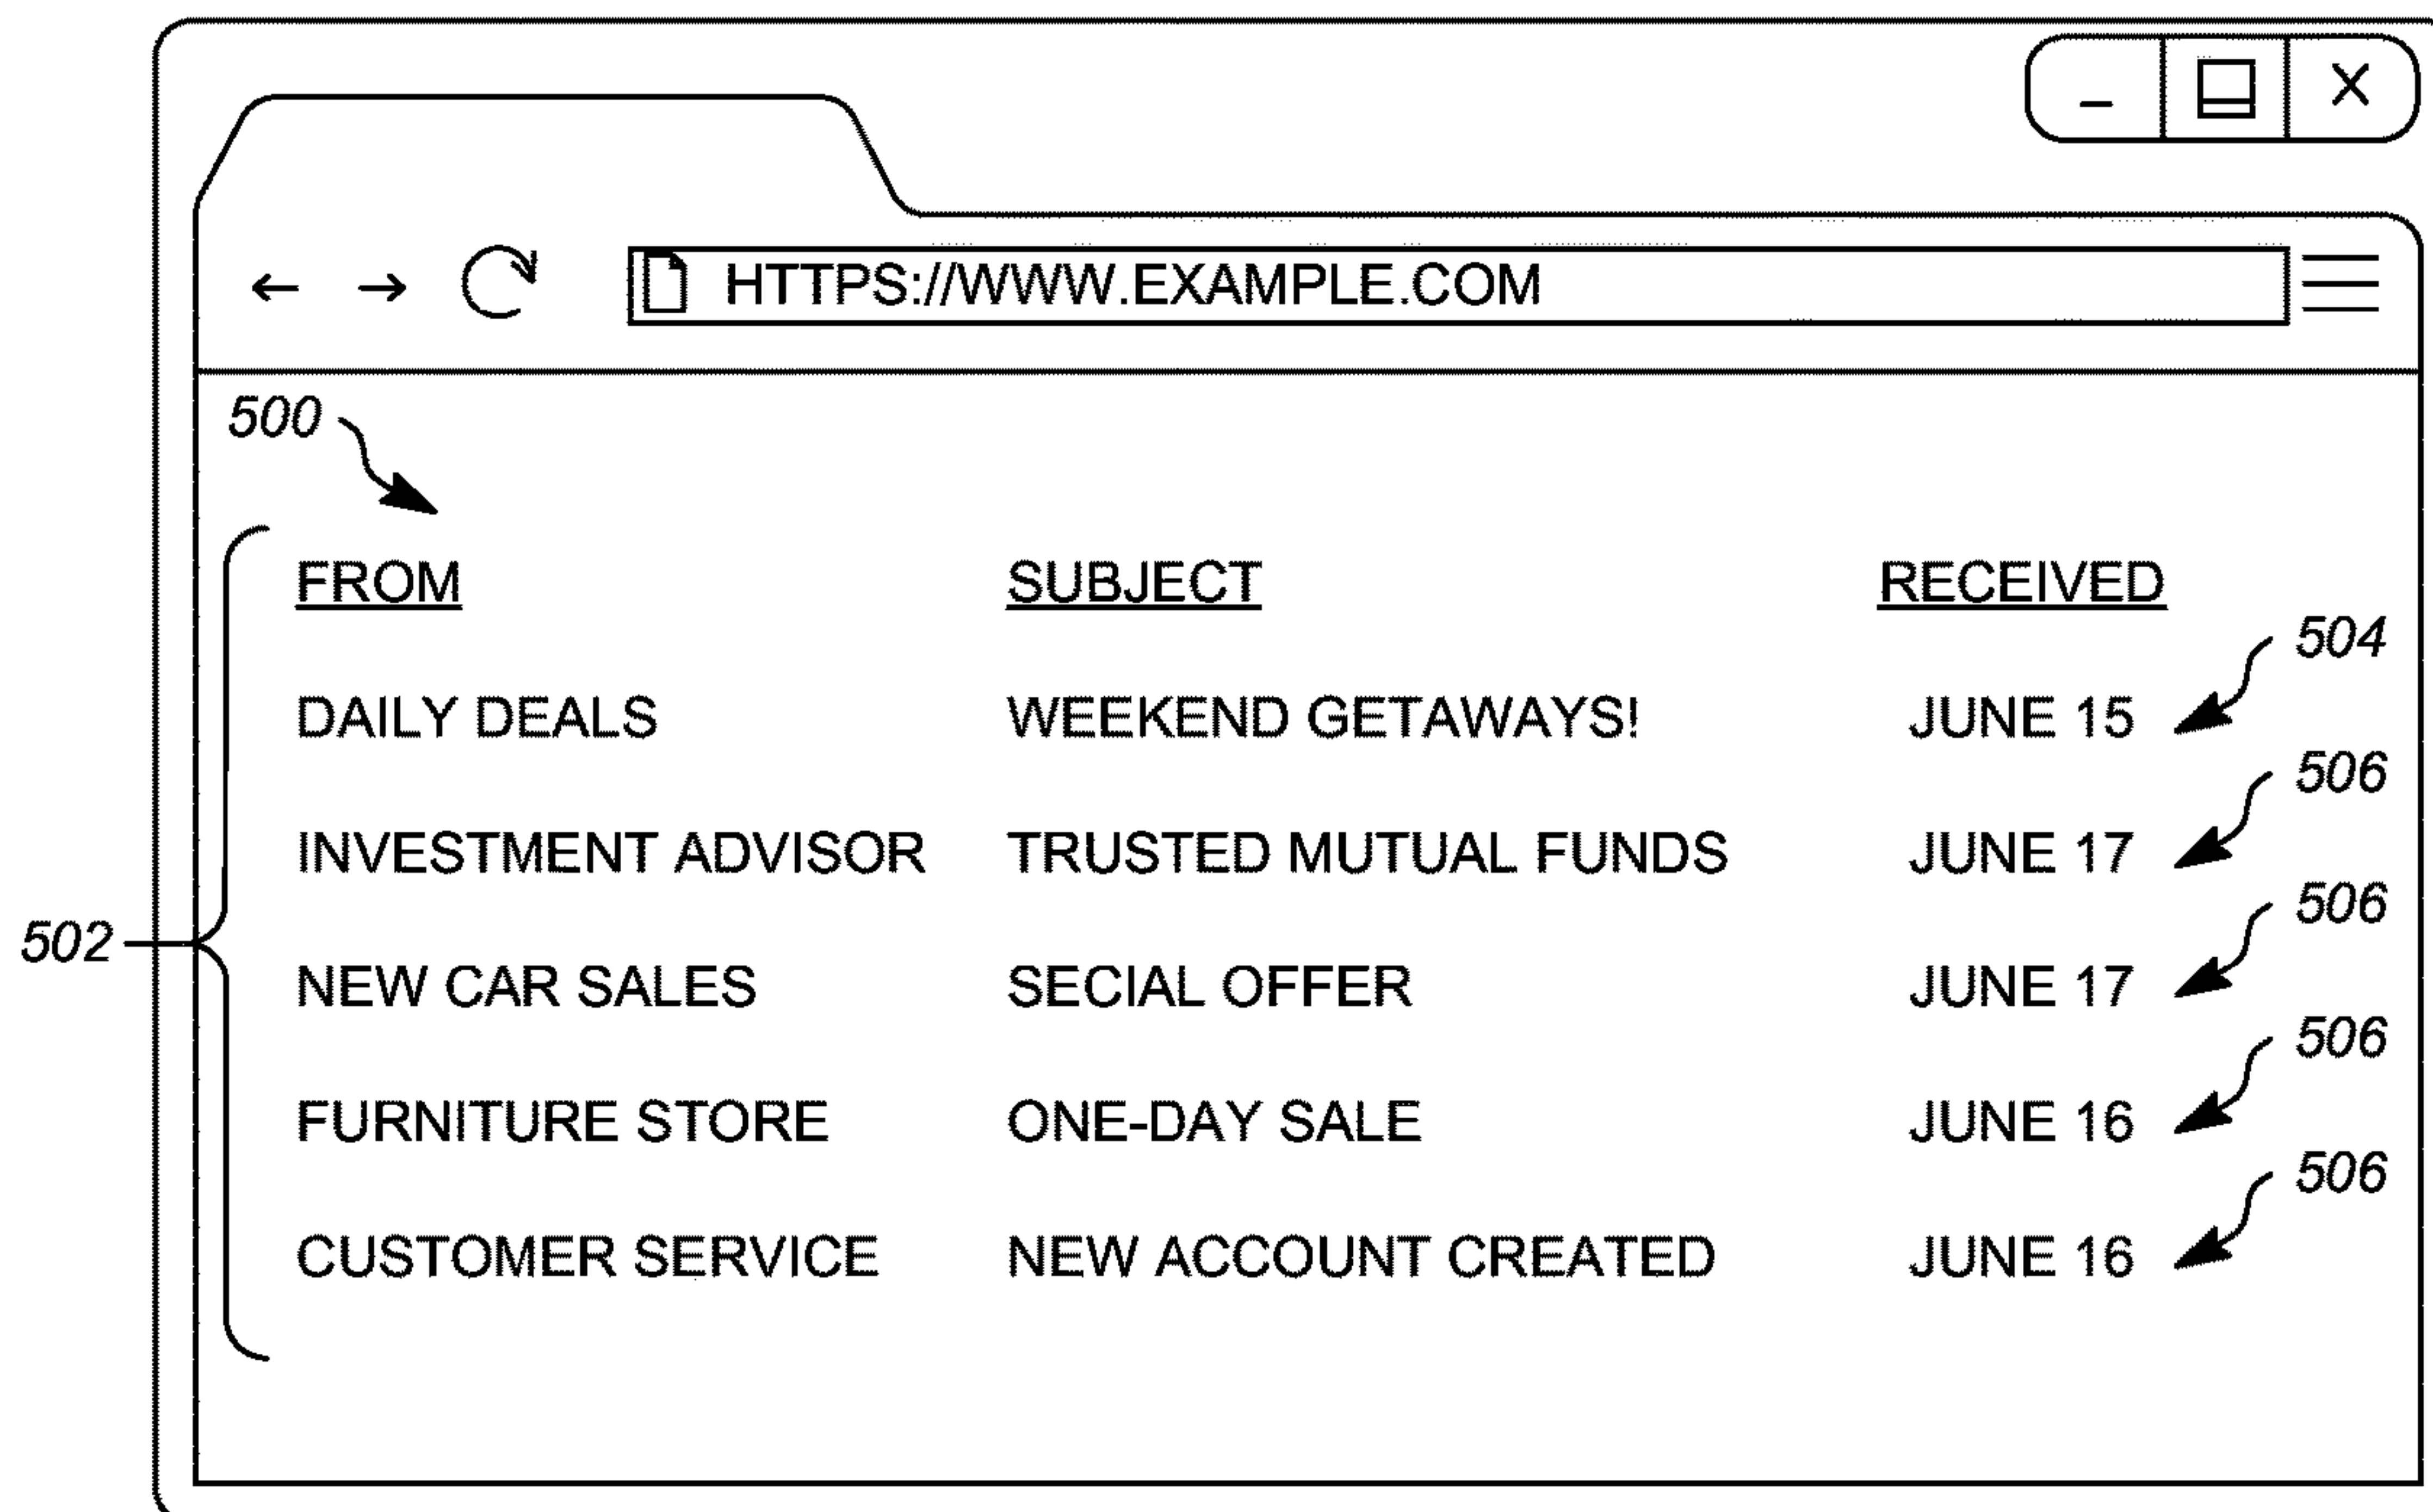 HTTPS://WWW.EXAMPLE.COM
500
FROM SUBJECT RECEIVED
504
DAILY DEALS WEEKEND GETAWAYS! JUNE 15
506
INVESTMENT ADVISOR TRUSTED MUTUAL FUNDS JUNE 17
506
502
NEW CAR SALES SECIAL OFFER JUNE 17
506
FURNITURE STORE ONE-DAY SALE JUNE 16
506
CUSTOMER SERVICE NEW ACCOUNT CREATED JUNE 16